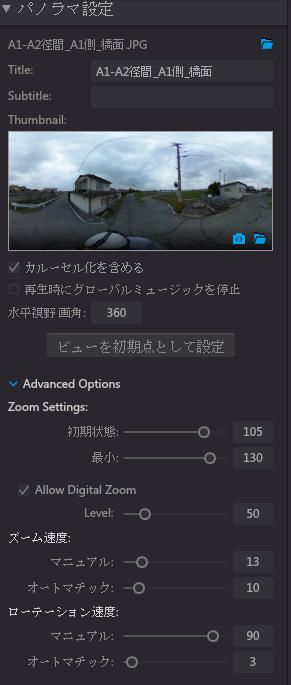 パノラマ設定
A1-A2径間_A1側_橋面.JPG
Title: A1-A2径間_A1側_橋面
Subtitle:
Thumbnail:
カルーセル化を含める
再生時にグローバルミュージックを停止
水平視野 画角: 360
ビューを初期点として設定
Advanced Options
Zoom Settings:
初期状態: 105
最小: 130
Allow Digital Zoom
Level: 50
ズーム速度:
マニュアル: 13
オートマチック: 10
ローテーション速度:
マニュアル: 90
オートマチック: 3